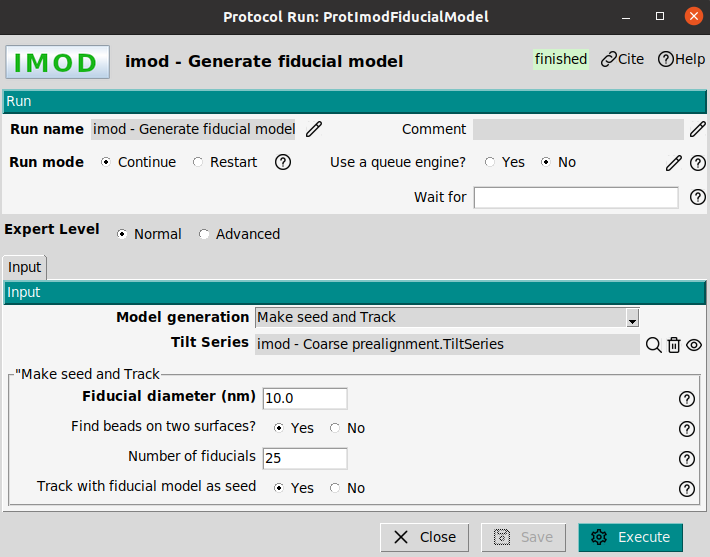 Protocol Run: ProtImodFiducialModel
IMOD imod - Generate fiducial model finished Cite Help
Run
Run name imod - Generate fiducial model Comment
Run mode Continue Restart Use a queue engine? Yes No
Wait for
Expert Level Normal Advanced
Input
Input
Model generation Make seed and Track
Tilt Series imod - Coarse prealignment.TiltSeries
"Make seed and Track
Fiducial diameter (nm) 10.0
Find beads on two surfaces? Yes No
Number of fiducials 25
Track with fiducial model as seed Yes No
Close Save Execute